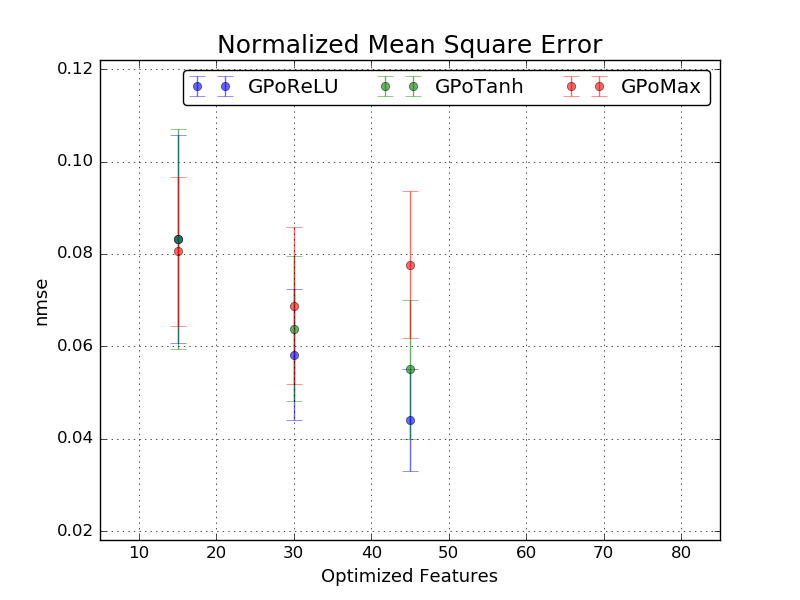 Normalized Mean Square Error
GPoReLU GPoTanh GPoMax
0.12
0.10
0.08
0.06
0.04
0.02
nmse
10 20 30 40 50 60 70 80
Optimized Features